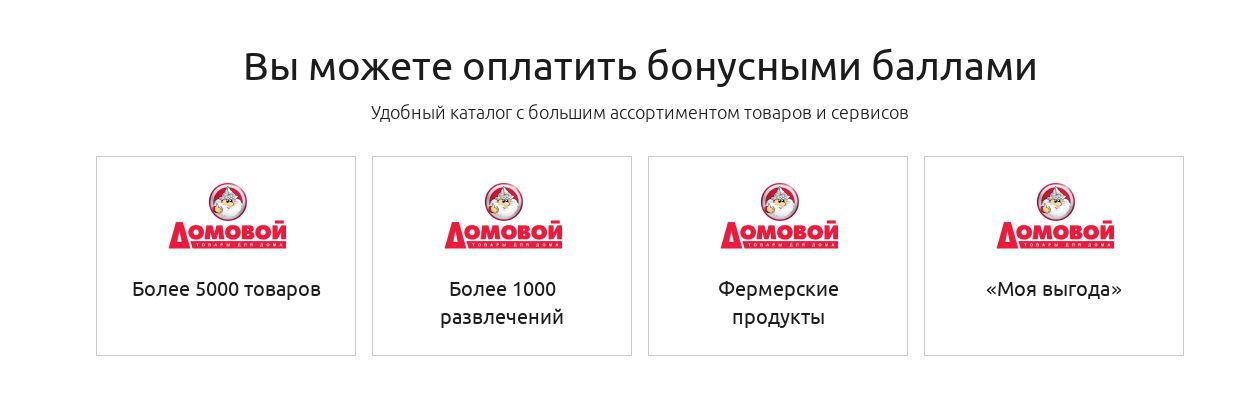 Вы можете оплатить бонусными баллами
Удобный каталог с большим ассортиментом товаров и сервисов
ДОМОВОЙ
ТОВАРЫ ДЛЯ ДОМА
Более 5000 товаров
ДОМОВОЙ
ТОВАРЫ ДЛЯ ДОМА
Более 1000
развлечений
ДОМОВОЙ
ТОВАРЫ ДЛЯ ДОМА
Фермерские
продукты
ДОМОВОЙ
ТОВАРЫ ДЛЯ ДОМА
«Моя выгода»